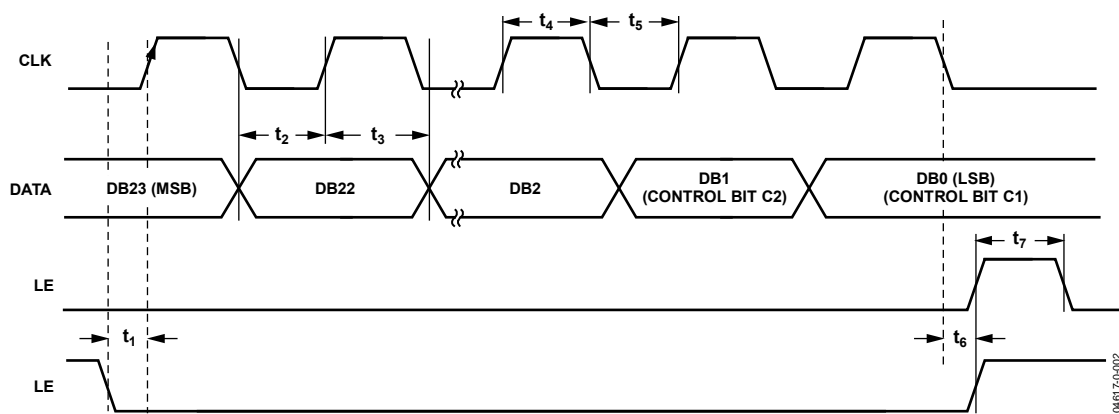 t4
t5
CLK
t2
t3
DATA
DB23 (MSB)
DB22
DB2
DB1
(CONTROL BIT C2)
DB0 (LSB)
(CONTROL BIT C1)
t7
LE
t1
t6
LE
04617-0-002